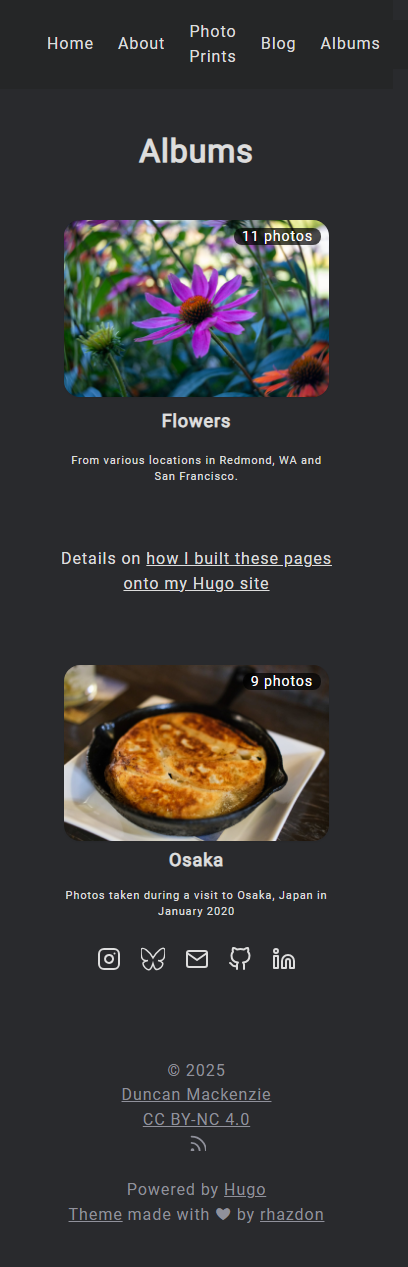 Home About Photo Prints Blog Albums
Albums
11 photos
Flowers
From various locations in Redmond, WA and
San Francisco.
Details on how I built these pages
onto my Hugo site
9 photos
Osaka
Photos taken during a visit to Osaka, Japan in
January 2020
© 2025
Duncan Mackenzie
CC BY-NC 4.0
Powered by Hugo
Theme made with ❤ by rhazdon